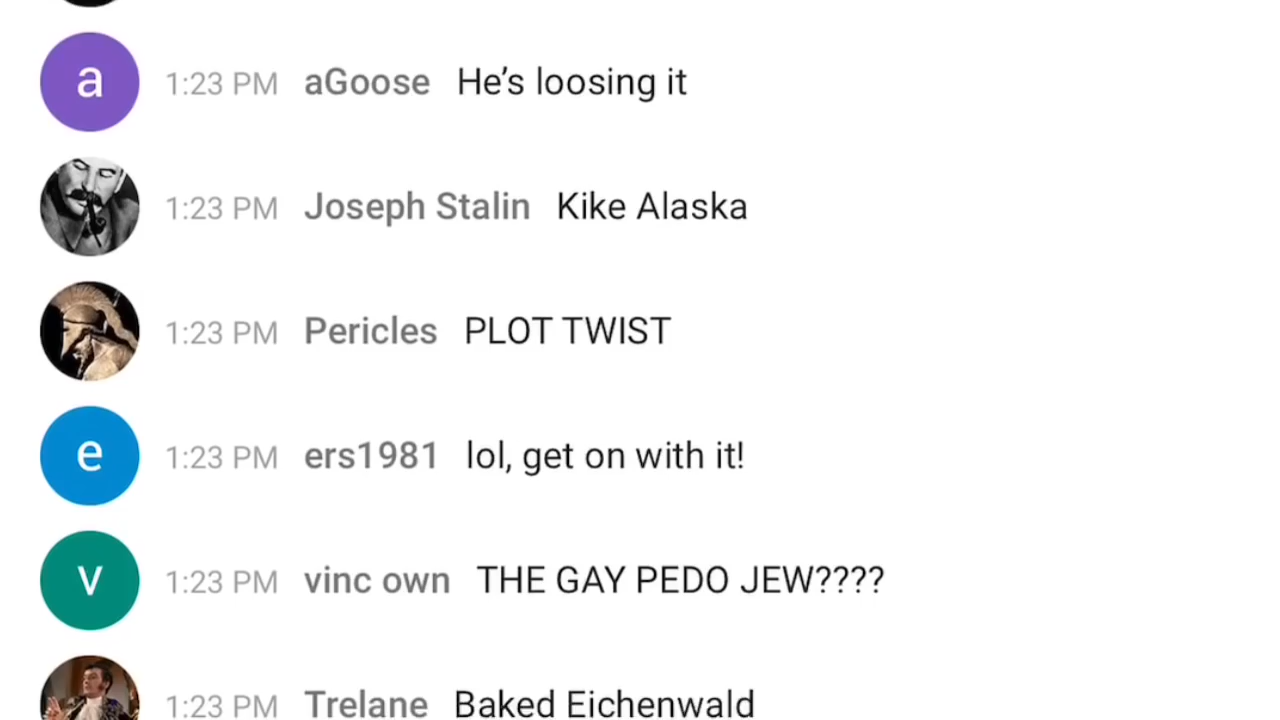 a 1:23 PM aGoose He's loosing it
1:23 PM Joseph Stalin Kike Alaska
1:23 PM Pericles PLOT TWIST
e 1:23 PM ers1981 lol, get on with it!
v 1:23 PM vinc own THE GAY PEDO JEW????
1:23 PM Trelane Baked Eichenwald